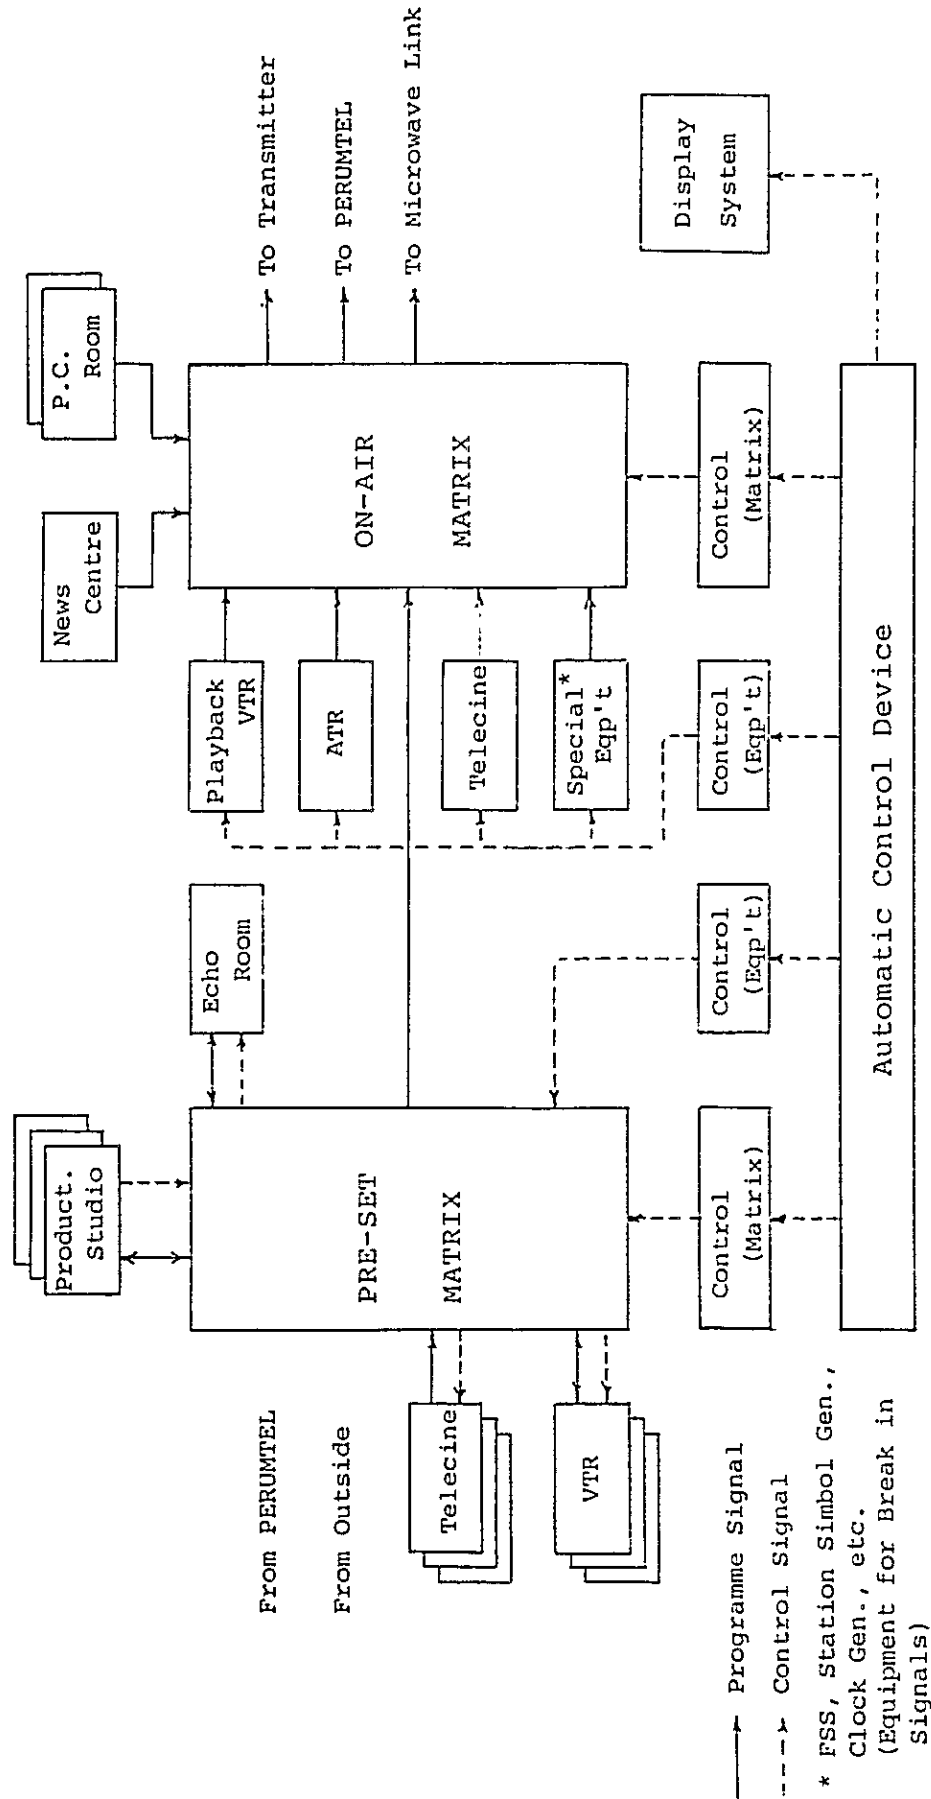 Product.
Studio
Echo
Room
News
Centre
P.C.
Room
From PERUMTEL
From Outside
Telecine
VTR
PRE-SET
MATRIX
Playback
VTR
ATR
Telecine
Special*
Eqp't
ON-AIR
MATRIX
To Transmitter
To PERUMTEL
To Microwave Link
Control
(Matrix)
Control
(Eqp't)
Control
(Eqp't)
Control
(Matrix)
Display
System
Automatic Control Device
Programme Signal
Control Signal
* FSS, Station Simbol Gen.,
Clock Gen., etc.
(Equipment for Break in
Signals)